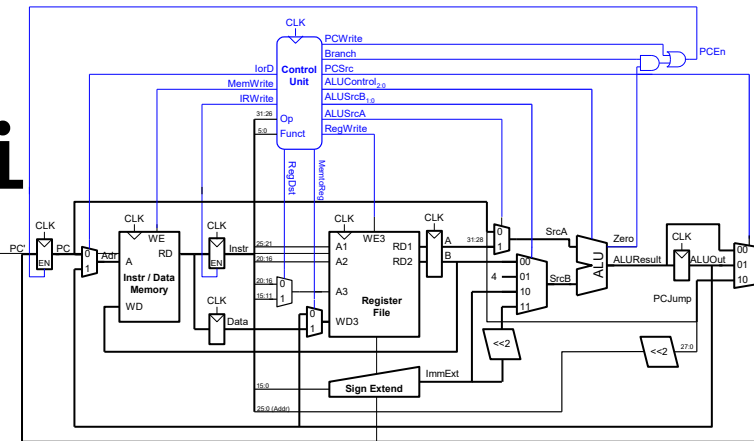 CLK
PCWrite
Branch
PCEn
IorD
Control
PCSrc
MemWrite
Unit
ALUControl2:0
IRWrite
ALUSrcB1:0
31:26
Op
ALUSrcA
5:0
Funct
RegWrite
i
RegDst
MemtoReg
CLK
CLK
CLK
CLK
CLK
PC'
PC
EN
0
1
Adr
WE
A
RD
Instr / Data
Memory
WD
EN
Instr
25:21
20:16
20:16
15:11
0
1
A1
A2
A3
WD3
WE3
RD1
RD2
Register
File
A
B
31:28
0
1
SrcA
4
00
01
10
11
SrcB
ALU
Zero
ALUResult
CLK
ALUOut
00
01
10
PCJump
CLK
Data
0
1
<<2
<<2
27:0
ImmExt
15:0
Sign Extend
25:0 (Addr)